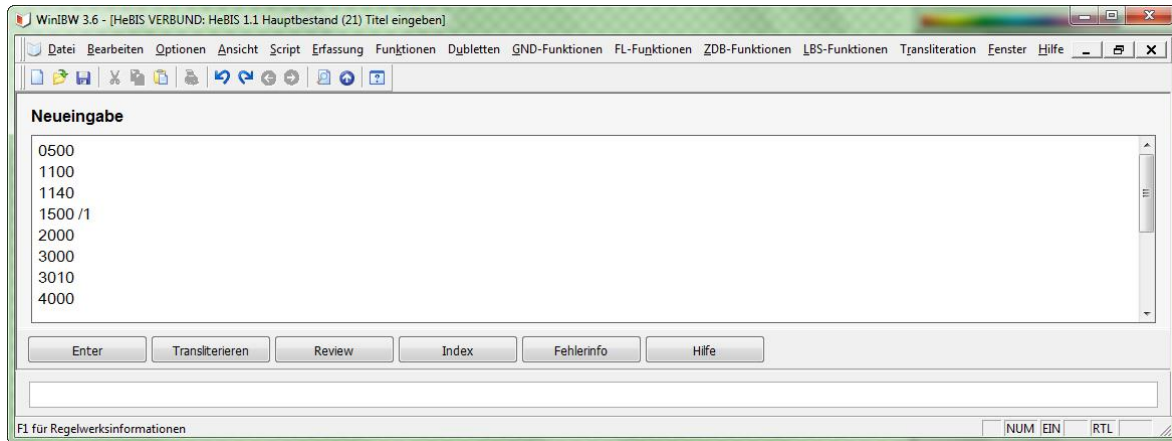 WinIBW 3.6 - [HeBIS VERBUND: HeBIS 1.1 Hauptbestand (21) Titel eingeben]
Datei Bearbeiten Optionen Ansicht Script Erfassung Funktionen Dubletten GND-Funktionen FL-Funktionen ZDB-Funktionen LBS-Funktionen Transliteration Fenster Hilfe
Neueingabe
0500
1100
1140
1500 /1
2000
3000
3010
4000
Enter Transliterieren Review Index Fehlerinfo Hilfe
F1 für Regelwerksinformationen NUM EIN RTL